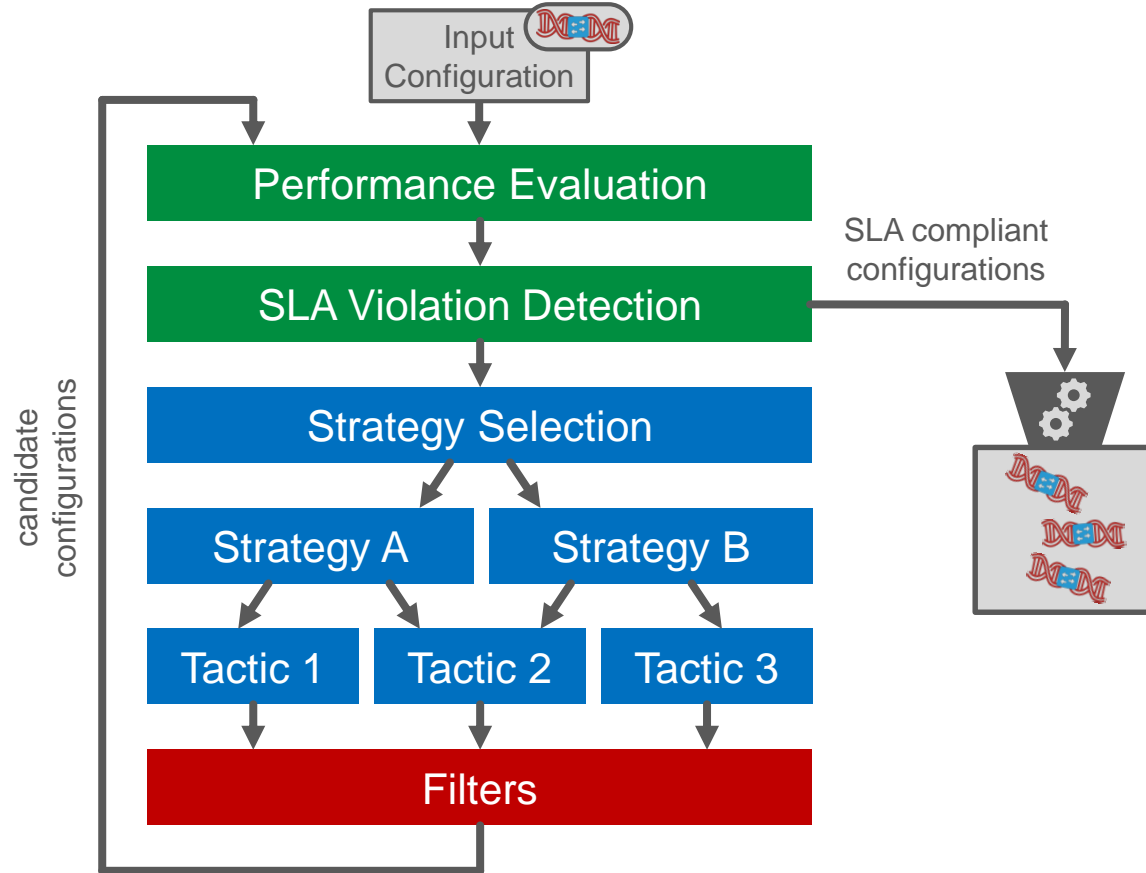 Input
Configuration
Performance Evaluation
SLA compliant
configurations
SLA Violation Detection
candidate
configurations
Strategy Selection
Strategy A
Strategy B
Tactic 1
Tactic 2
Tactic 3
Filters